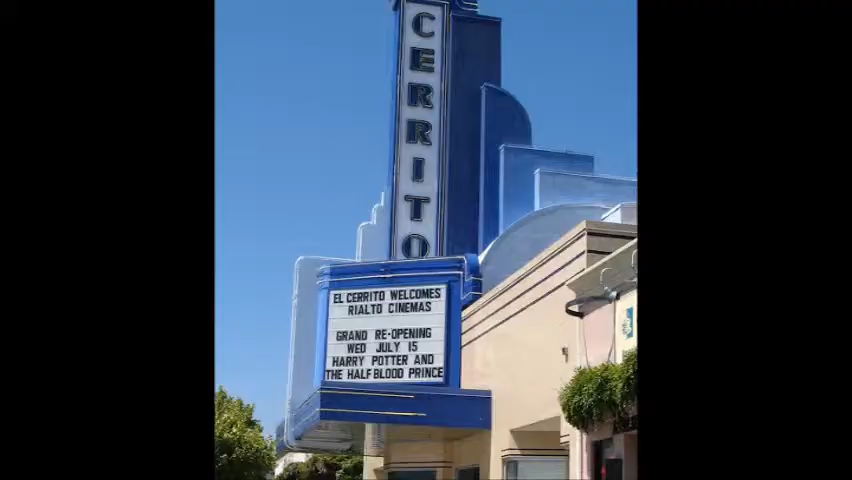 CERRITO
EL CERRITO WELCOMES
RIALTO CINEMAS
GRAND RE-OPENING
WED JULY 15
HARRY POTTER AND
THE HALF BLOOD PRINCE